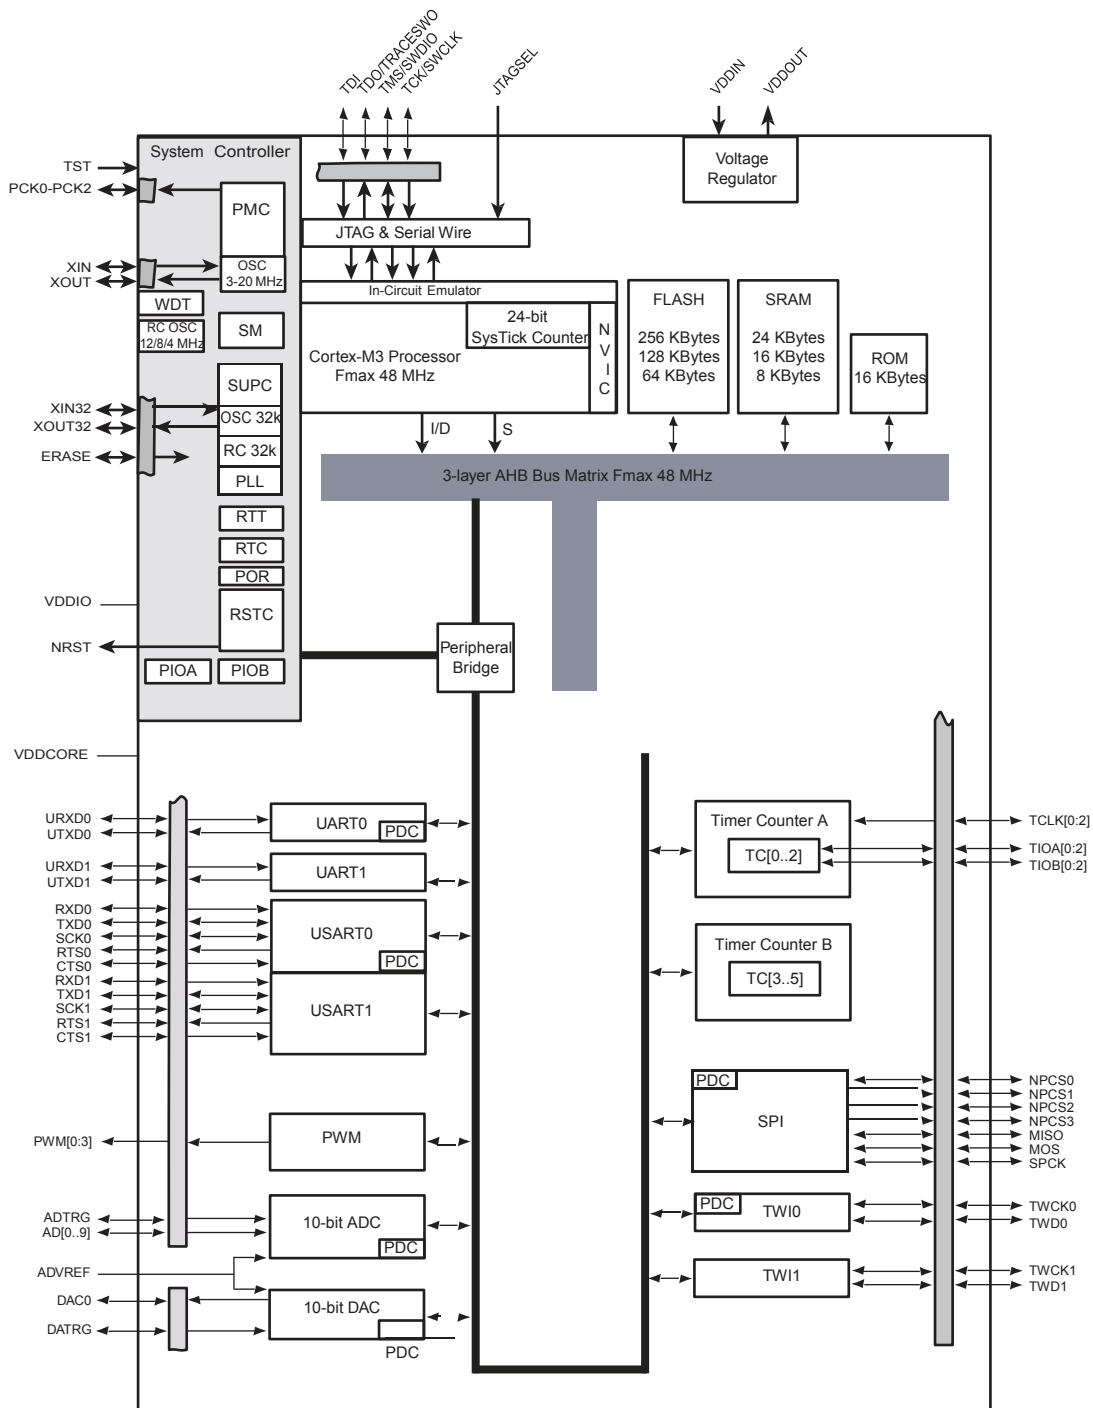 TDI
TDO/TRACESWO
TMS/SWDIO
TCK/SWCLK
JTAGSEL
VDDIN
VDDOUT
System Controller
TST
PCK0-PCK2
PMC
Voltage
Regulator
JTAG & Serial Wire
XIN
XOUT
OSC
3-20 MHz
In-Circuit Emulator
WDT
RC OSC
12/8/4 MHz
SM
24-bit
SysTick Counter
N
V
I
C
Cortex-M3 Processor
Fmax 48 MHz
FLASH
256 KBytes
128 KBytes
64 KBytes
SRAM
24 KBytes
16 KBytes
8 KBytes
ROM
16 KBytes
SUPC
XIN32
XOUT32
OSC 32k
I/D
S
ERASE
RC 32k
PLL
3-layer AHB Bus Matrix Fmax 48 MHz
RTT
RTC
POR
VDDIO
RSTC
NRST
Peripheral
Bridge
PIOA
PIOB
VDDCORE
URXD0
UTXD0
UART0
PDC
URXD1
UTXD1
UART1
RXD0
TXD0
SCK0
RTS0
CTS0
USART0
PDC
RXD1
TXD1
SCK1
RTS1
CTS1
USART1
PWM[0:3]
PWM
ADTRG
AD[0..9]
10-bit ADC
PDC
ADVREF
DAC0
DATRG
10-bit DAC
PDC
Timer Counter A
TC[0..2]
TCLK[0:2]
TIOA[0:2]
TIOB[0:2]
Timer Counter B
TC[3..5]
PDC
SPI
NPCS0
NPCS1
NPCS2
NPCS3
MISO
MOS
SPCK
PDC
TWI0
TWCK0
TWD0
TWI1
TWCK1
TWD1